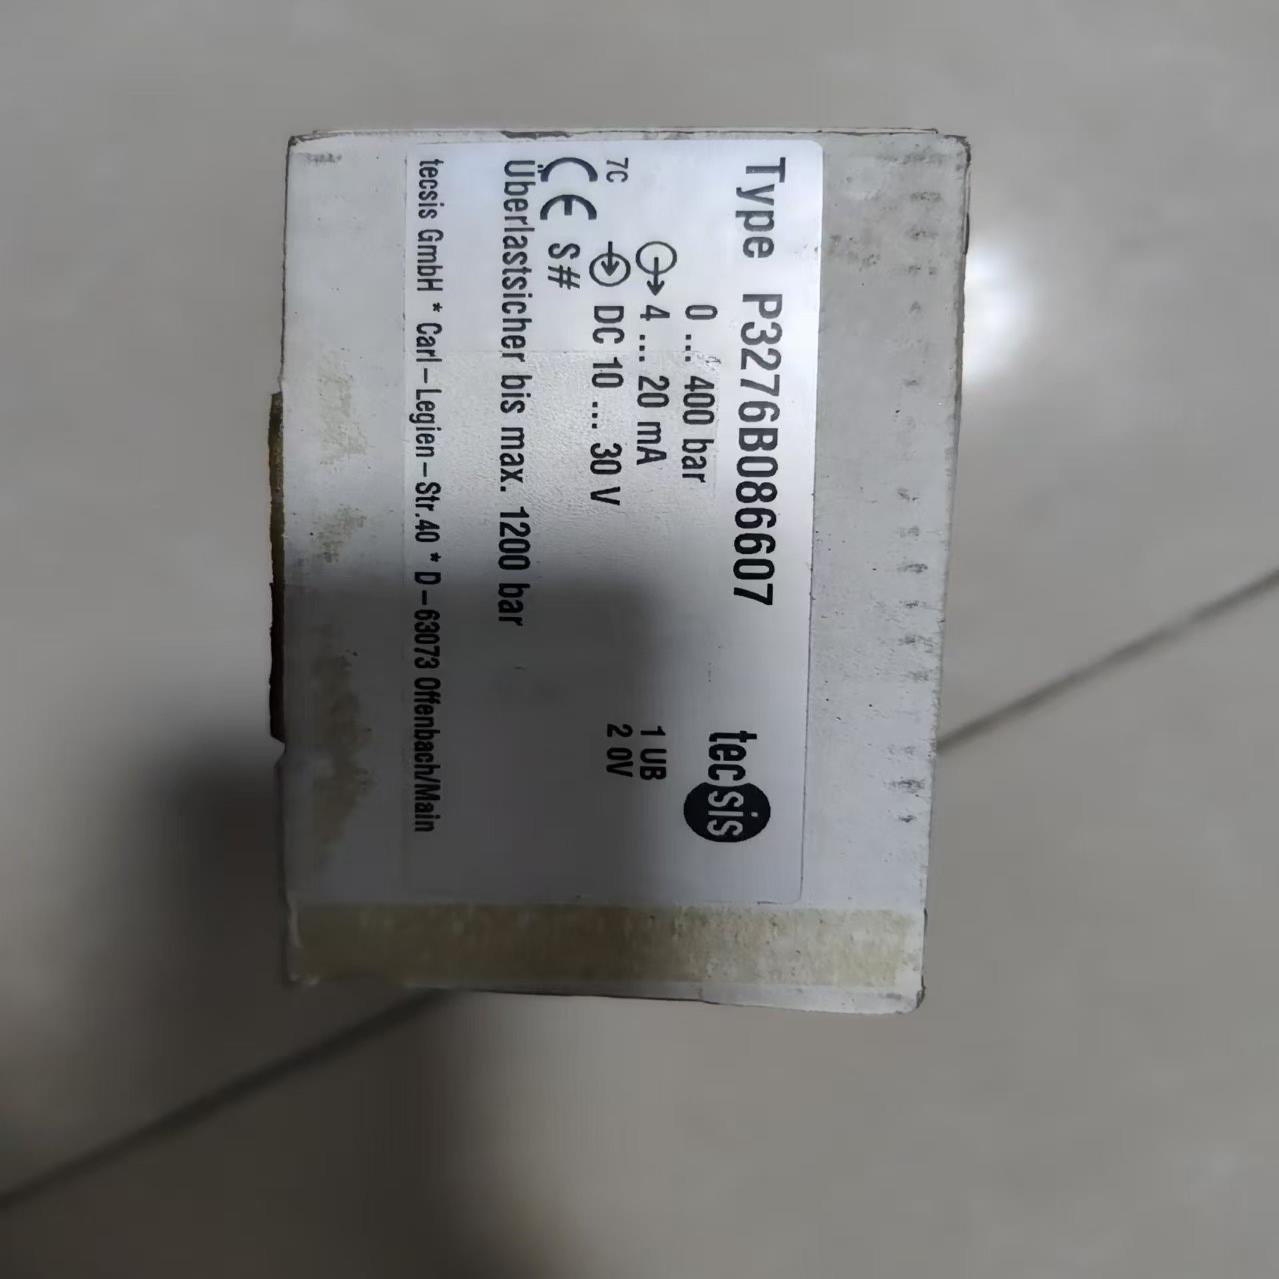 Type P3276B086607
tecsis
0 ... 400 bar
4 ... 20 mA
1 UB
7C
DC 10 ... 30 V
2 0V
CE S#
Überlastsicher bis max. 1200 bar
tecsis GmbH * Carl-Legien-Str.40 * D-63073 Offenbach/Main